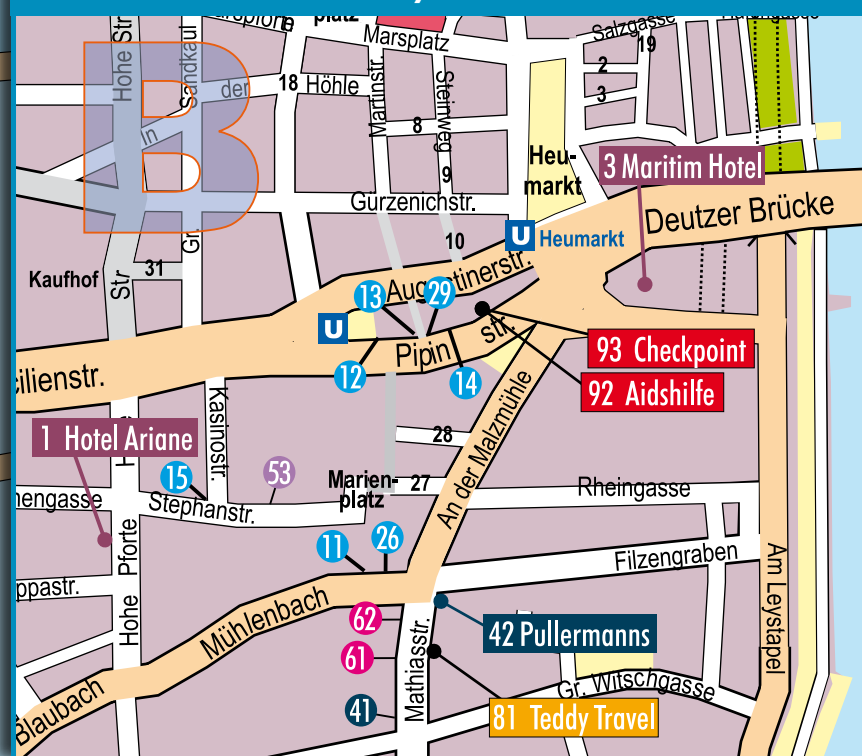 platz
Marsplatz
Salzgasse
19
Hohe Str
Sandkaul
der
18
Höhle
Martinstr.
Steinweg
2
3
8
In
B
9
Heu-
markt
3 Maritim Hotel
Gürzenichstr.
Deutzer Brücke
Gr.
10
U Heumarkt
Kaufhof
Str
31
Augustinerstr.
13
29
U
Pipin
str.
93 Checkpoint
12
14
92 Aidshilfe
cilienstr.
Kasinostr.
An der Malzmühle
28
1 Hotel Ariane
15
53
Marien-
platz
27
Rheingasse
Stephanstr.
Hohe Pforte
11
26
Filzengraben
Am Leystapel
ppastr.
Mühlenbach
62
42 Pullermanns
61
Mathiasstr.
Blaubach
41
Gr. Witschgasse
81 Teddy Travel